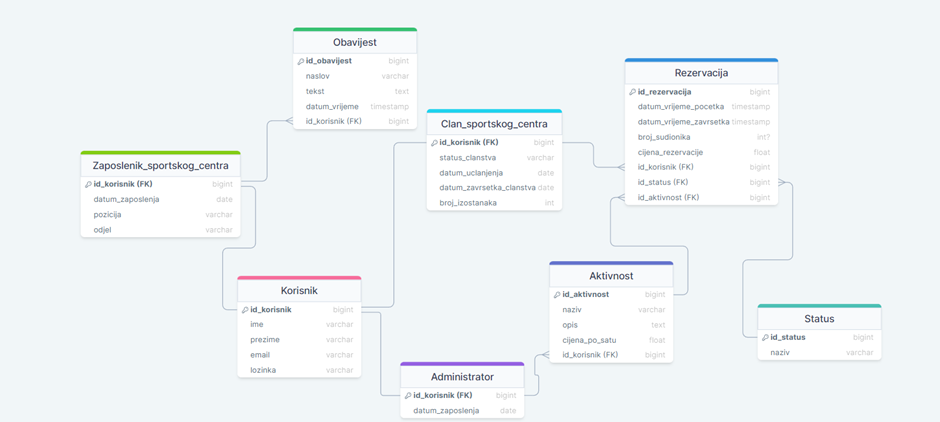 Obavijest
id_obavijest bigint
naslov varchar
tekst text
datum_vrijeme timestamp
id_korisnik (FK) bigint
Rezervacija
id_rezervacija bigint
datum_vrijeme_pocetka timestamp
datum_vrijeme_zavrsetka timestamp
broj_sudionika int?
cijena_rezervacije float
id_korisnik (FK) bigint
id_status (FK) bigint
id_aktivnost (FK) bigint
Clan_sportskog_centra
id_korisnik (FK) bigint
status_clanstva varchar
datum_uclanjenja date
datum_zavrsetka_clanstva date
broj_izostanaka int
Zaposlenik_sportskog_centra
id_korisnik (FK) bigint
datum_zaposlenja date
pozicija varchar
odjel varchar
Korisnik
id_korisnik bigint
ime varchar
prezime varchar
email varchar
lozinka varchar
Aktivnost
id_aktivnost bigint
naziv varchar
opis text
cijena_po_satu float
id_korisnik (FK) bigint
Status
id_status bigint
naziv varchar
Administrator
id_korisnik (FK) bigint
datum_zaposlenja date